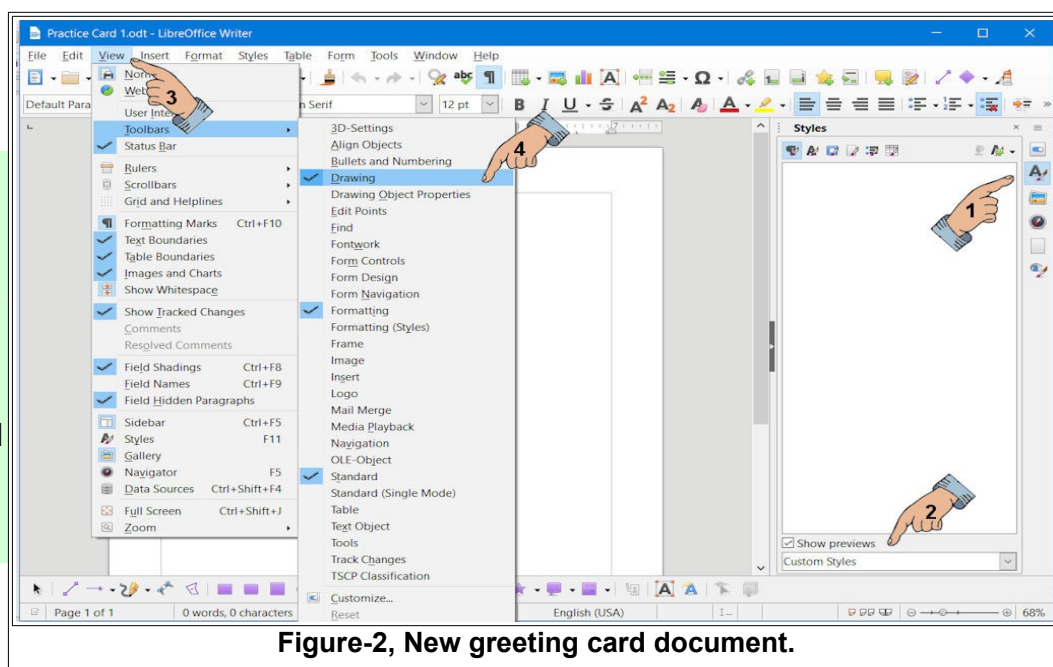 Practice Card 1.odt - LibreOffice Writer
File Edit View Insert Format Styles Table Form Tools Window Help
Default Para
n Serif
12 pt
Web
User Inte
Toolbars
Status Bar
Rulers
Scrollbars
Grid and Helplines
Formatting Marks Ctrl+F10
Text Boundaries
Table Boundaries
Images and Charts
Show Whitespace
Show Tracked Changes
Comments
Resolved Comments
Field Shadings Ctrl+F8
Field Names Ctrl+F9
Field Hidden Paragraphs
Sidebar Ctrl+F5
Styles F11
Gallery
Navigator F5
Data Sources Ctrl+Shift+F4
Full Screen Ctrl+Shift+J
Zoom
3
3D-Settings
Align Objects
Bullets and Numbering
Drawing
Drawing Object Properties
Edit Points
Find
Fontwork
Form Controls
Form Design
Form Navigation
Formatting
Formatting (Styles)
Frame
Image
Insert
Logo
Mail Merge
Media Playback
Navigation
OLE-Object
Standard
Standard (Single Mode)
Table
Text Object
Tools
Track Changes
TSCP Classification
Customize...
Reset
4
7
Styles
1
2
Show previews
Custom Styles
Page 1 of 1
0 words, 0 characters
English (USA)
68%
Figure-2, New greeting card document.